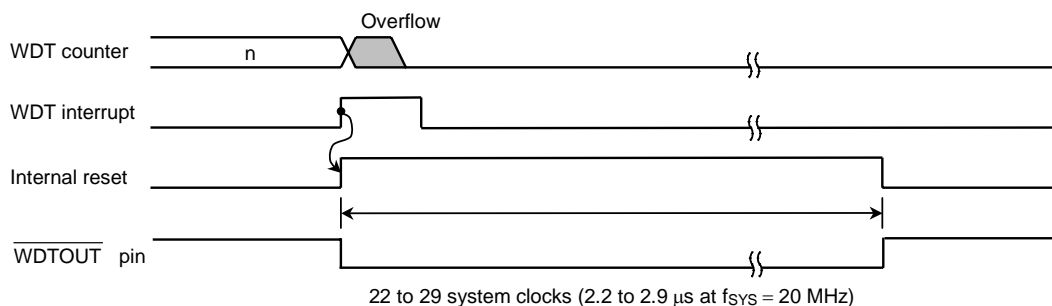 Overflow
WDT counter
n
WDT interrupt
Internal reset
WDTOUT pin
22 to 29 system clocks (2.2 to 2.9 μs at fSYS = 20 MHz)